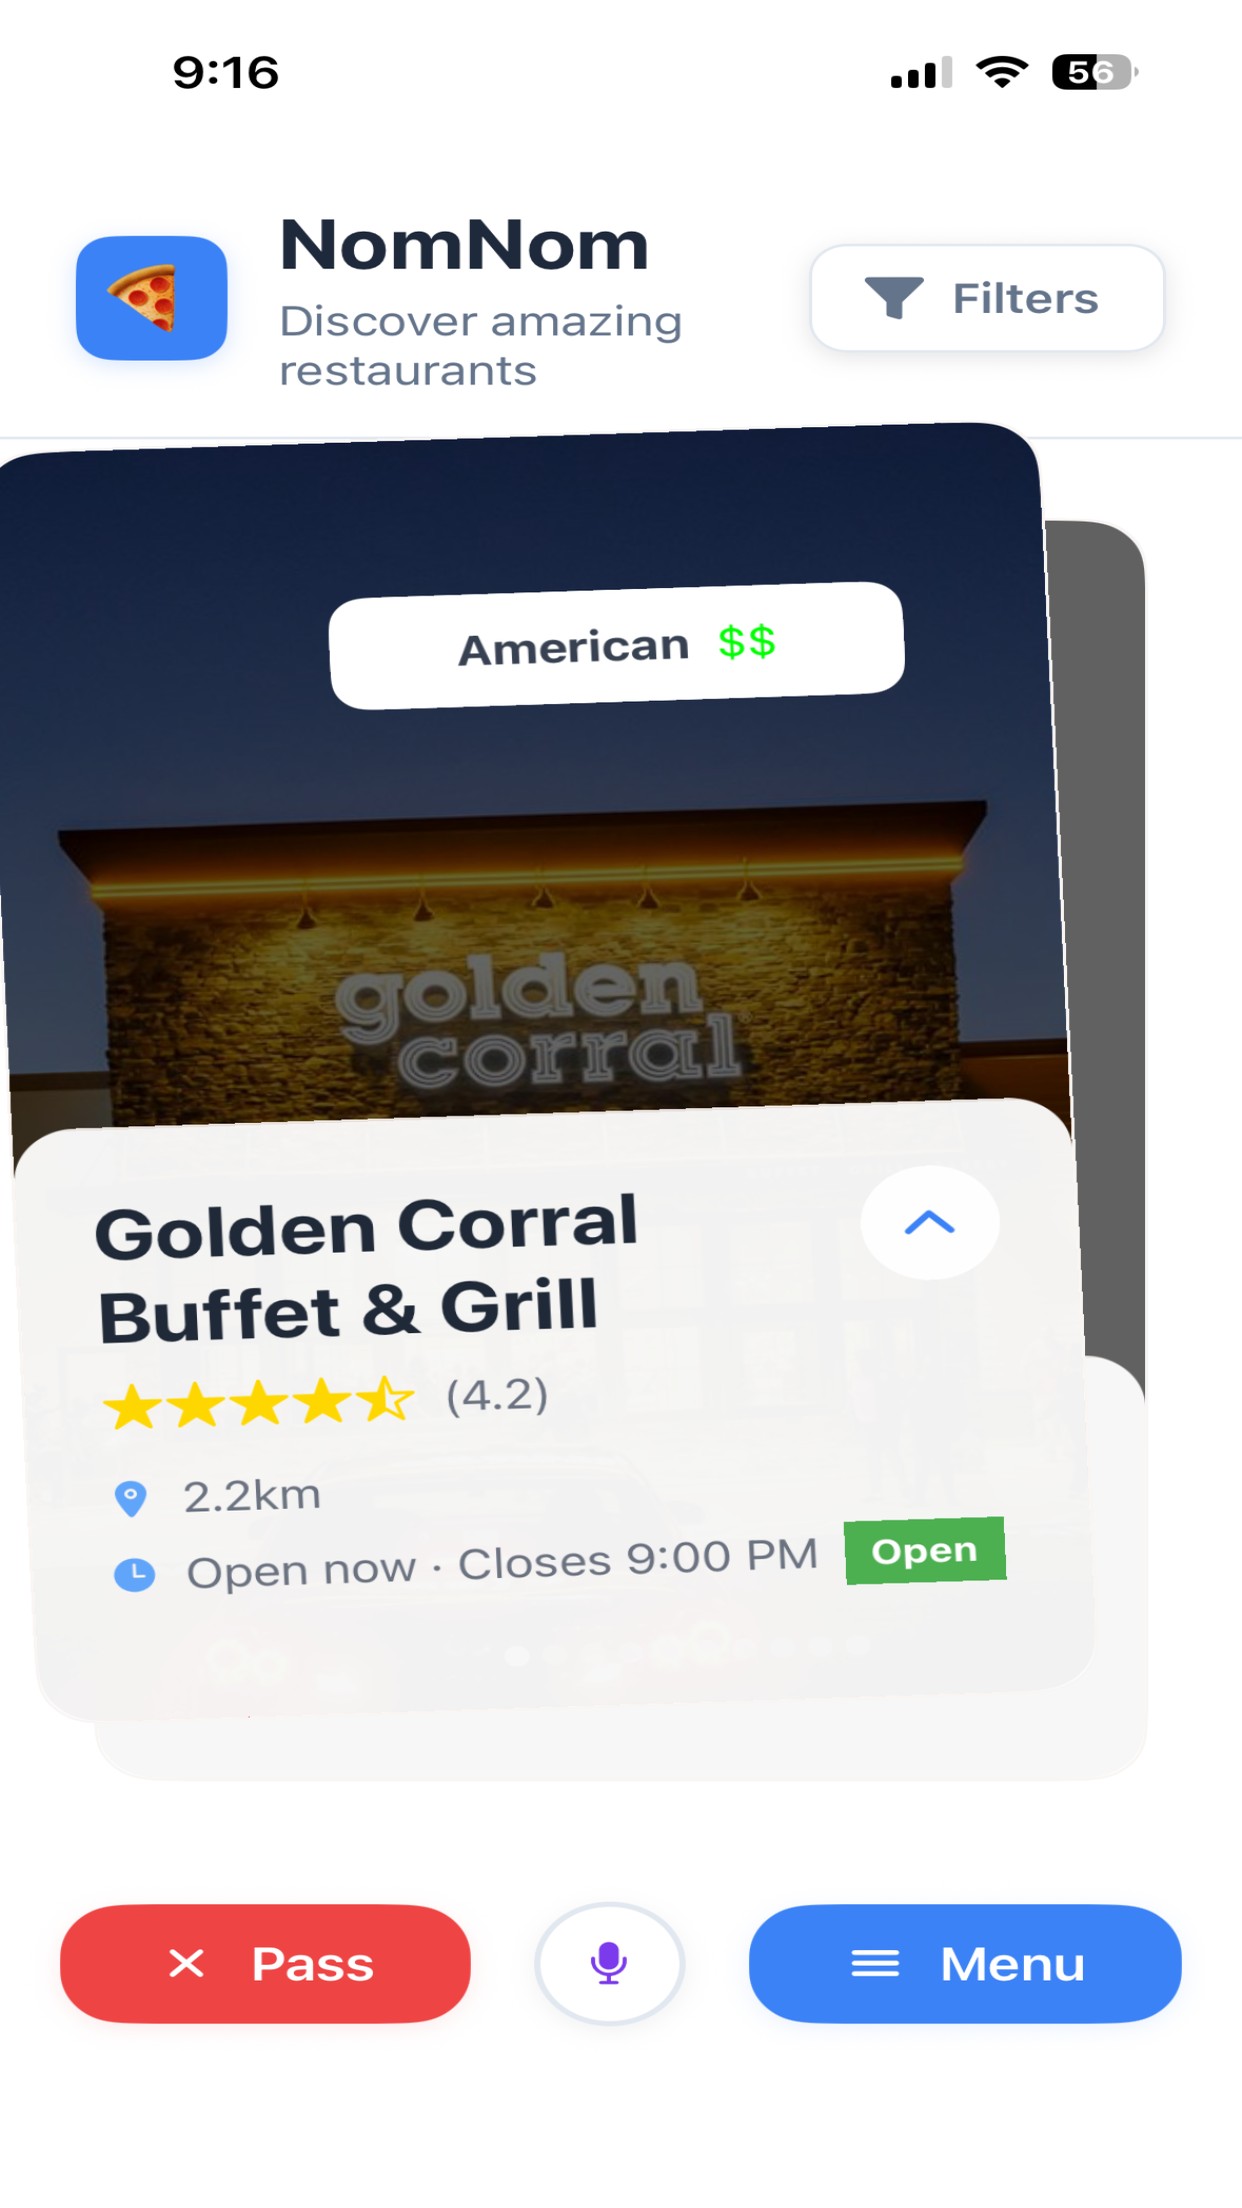 9:16
56
NomNom
Discover amazing
restaurants
Filters
American $$
golden
corral
Golden Corral
Buffet & Grill
(4.2)
2.2km
Open now · Closes 9:00 PM
Open
Pass
Menu